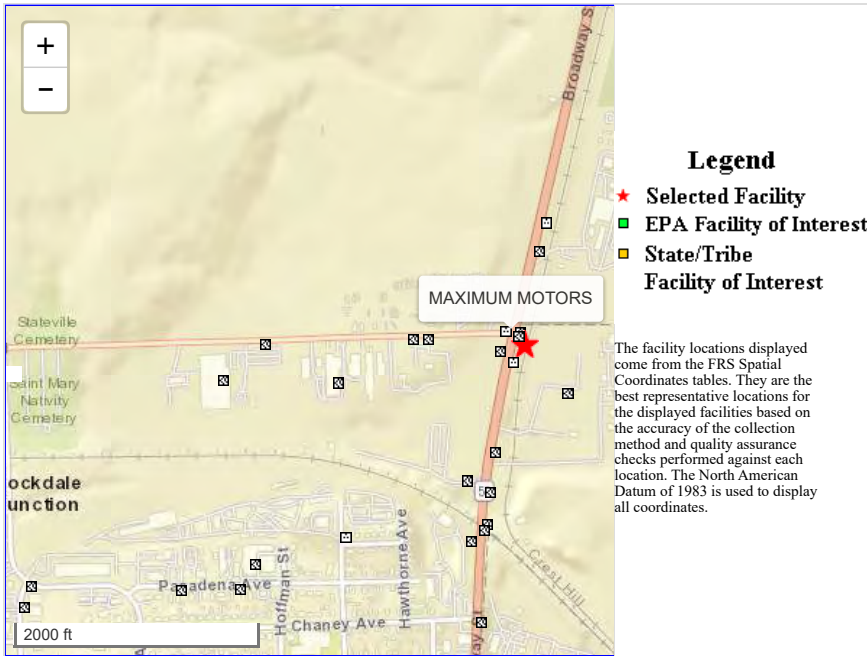 +
−
Broadway S
MAXIMUM MOTORS
Stateville
Cemetery
Saint Mary
Nativity
Cemetery
ockdale
unction
5
Hoffman St
Hawthorne Ave
Crest Hill
Pasadena Ave
Chaney Ave
way St
A
2000 ft
Legend
Selected Facility
EPA Facility of Interest
State/Tribe
Facility of Interest
The facility locations displayed
come from the FRS Spatial
Coordinates tables. They are the
best representative locations for
the displayed facilities based on
the accuracy of the collection
method and quality assurance
checks performed against each
location. The North American
Datum of 1983 is used to display
all coordinates.